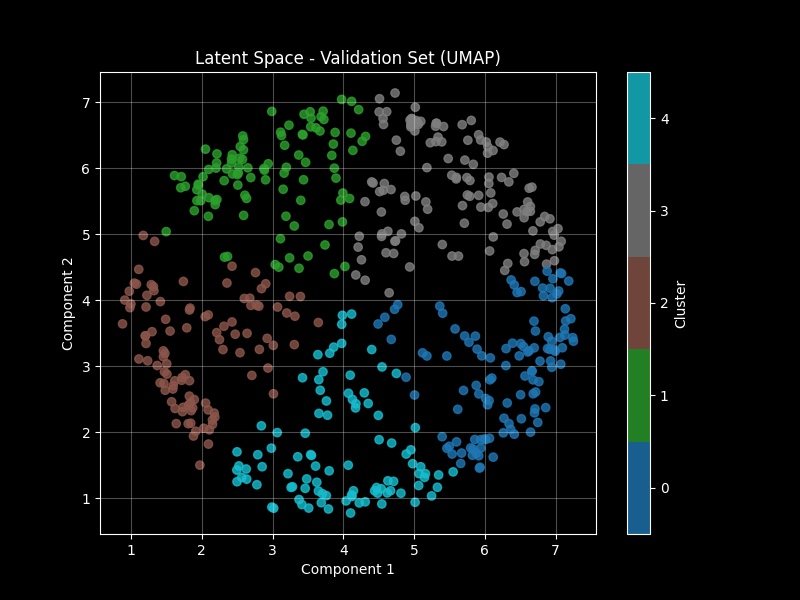 Latent Space - Validation Set (UMAP)
7
6
5
4
3
2
1
Component 2
1 2 3 4 5 6 7
Component 1
4
3
2
1
0
Cluster